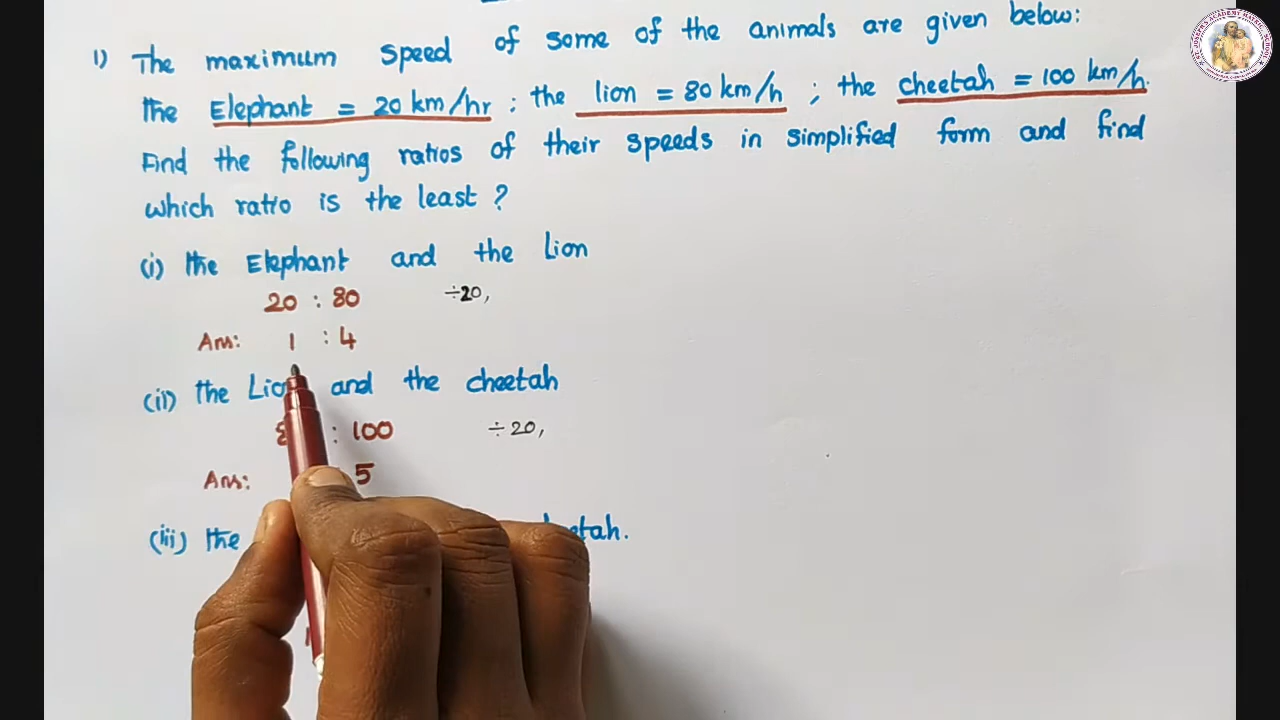 1) The maximum speed of some of the animals are given below:
the Elephant = 20 km/hr ; the lion = 80 km/h ; the cheetah = 100 km/h.
Find the following ratios of their speeds in simplified form and find
which ratio is the least ?
(i) the Elephant and the Lion
20 : 80 ÷20,
Ans: 1 : 4
(ii) the Lion and the cheetah
: 100 ÷20,
Ans: 5
(iii) the